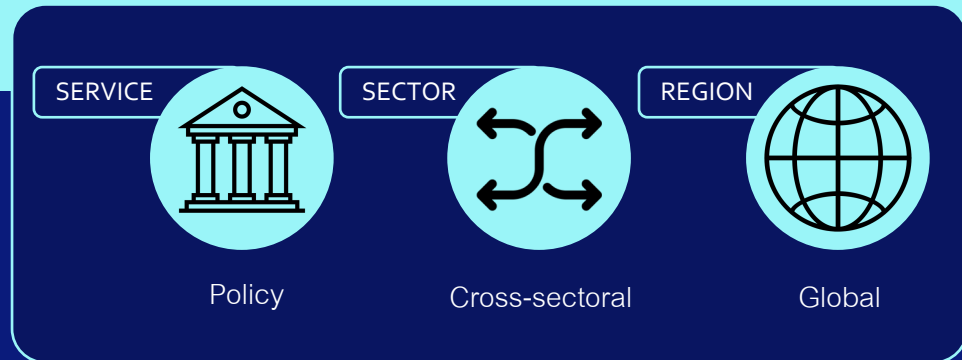 SERVICE
SECTOR
REGION
Policy
Cross-sectoral
Global